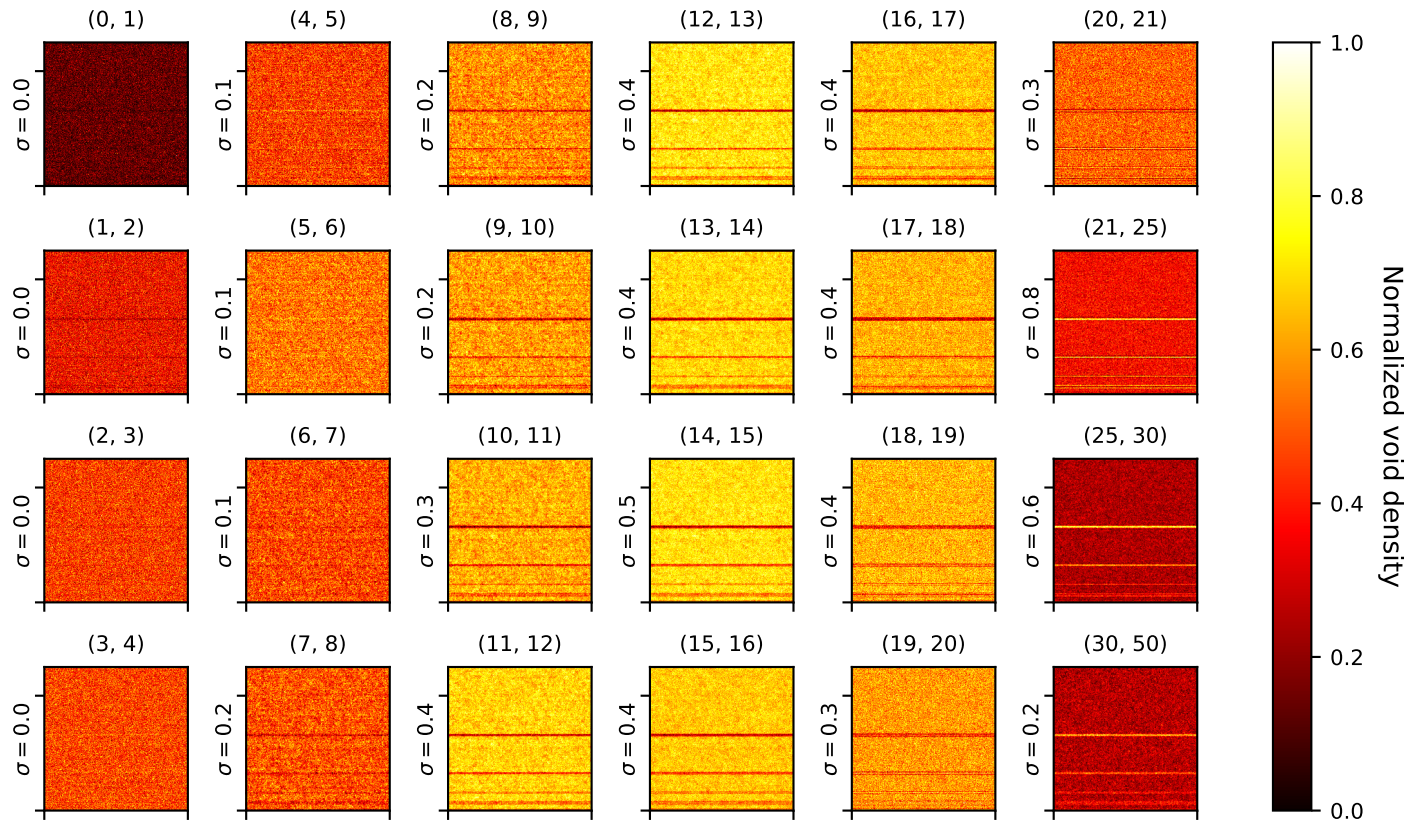 (0, 1)
(4, 5)
(8, 9)
(12, 13)
(16, 17)
(20, 21)
σ = 0.0
σ = 0.1
σ = 0.2
σ = 0.4
σ = 0.4
σ = 0.3
(1, 2)
(5, 6)
(9, 10)
(13, 14)
(17, 18)
(21, 25)
σ = 0.0
σ = 0.1
σ = 0.2
σ = 0.4
σ = 0.4
σ = 0.8
(2, 3)
(6, 7)
(10, 11)
(14, 15)
(18, 19)
(25, 30)
σ = 0.0
σ = 0.1
σ = 0.3
σ = 0.5
σ = 0.4
σ = 0.6
(3, 4)
(7, 8)
(11, 12)
(15, 16)
(19, 20)
(30, 50)
σ = 0.0
σ = 0.2
σ = 0.4
σ = 0.4
σ = 0.3
σ = 0.2
1.0
0.8
0.6
0.4
0.2
0.0
Normalized void density